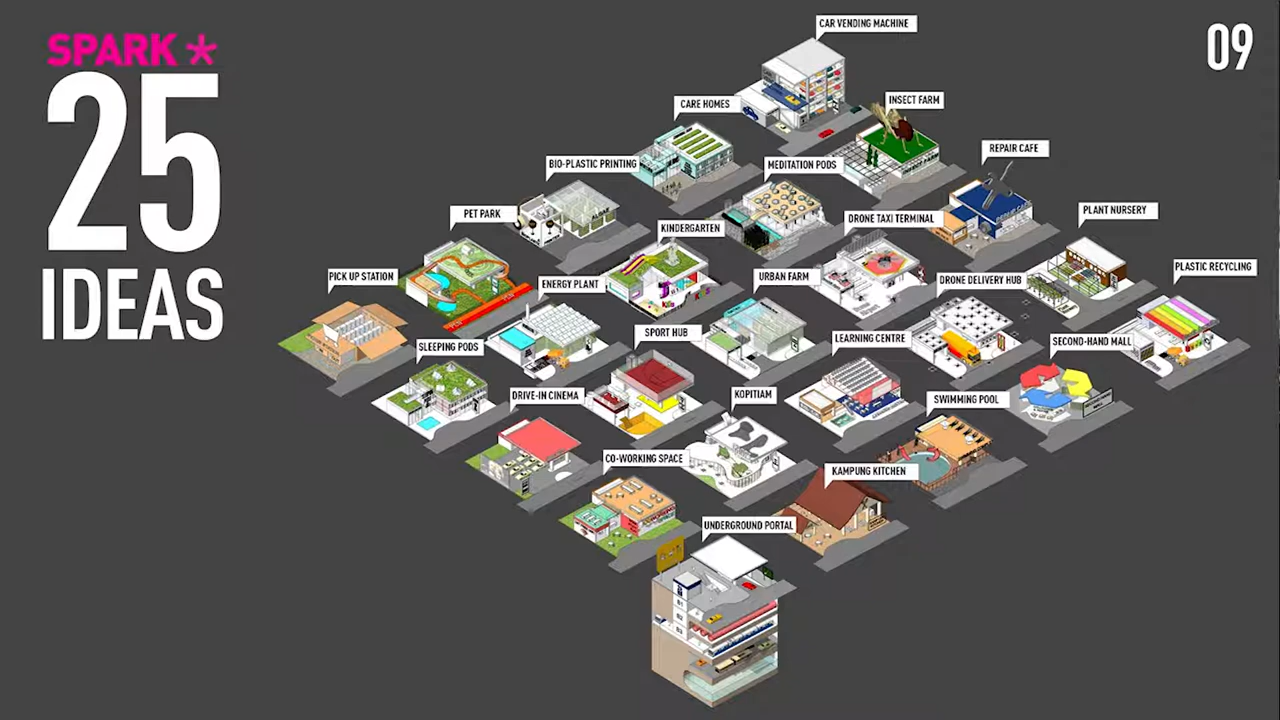 SPARK*
25
IDEAS
09
CAR VENDING MACHINE
CARE HOMES
INSECT FARM
BIO-PLASTIC PRINTING
MEDITATION PODS
REPAIR CAFE
PET PARK
KINDERGARTEN
DRONE TAXI TERMINAL
PLANT NURSERY
PICK UP STATION
ENERGY PLANT
URBAN FARM
DRONE DELIVERY HUB
PLASTIC RECYCLING
SLEEPING PODS
SPORT HUB
LEARNING CENTRE
SECOND-HAND MALL
DRIVE-IN CINEMA
KOPITIAM
SWIMMING POOL
CO-WORKING SPACE
KAMPUNG KITCHEN
UNDERGROUND PORTAL